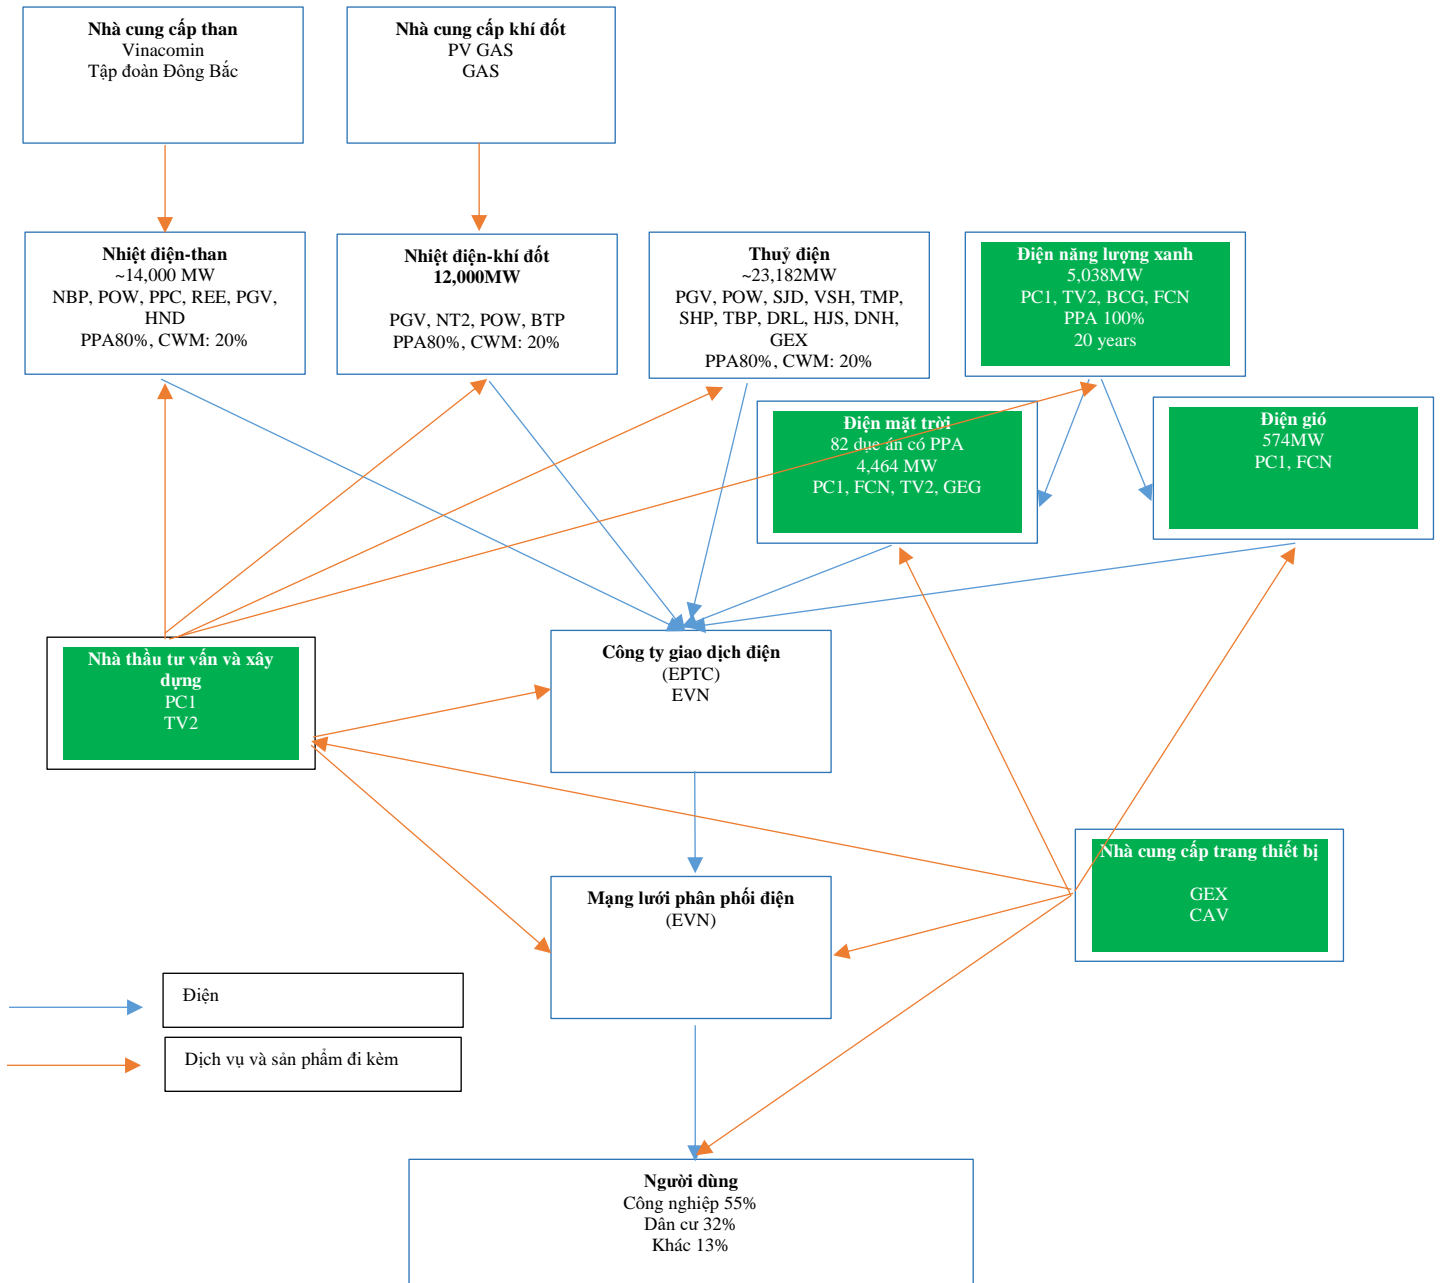 Nhà cung cấp than
Vinacomin
Tập đoàn Đông Bắc
Nhà cung cấp khí đốt
PV GAS
GAS
Nhiệt điện-than
~14,000 MW
NBP, POW, PPC, REE, PGV,
HND
PPA80%, CWM: 20%
Nhiệt điện-khí đốt
12,000MW
PGV, NT2, POW, BTP
PPA80%, CWM: 20%
Thuỷ điện
~23,182MW
PGV, POW, SJD, VSH, TMP,
SHP, TBP, DRL, HJS, DNH,
GEX
PPA80%, CWM: 20%
Điện năng lượng xanh
5,038MW
PC1, TV2, BCG, FCN
PPA 100%
20 years
Điện mặt trời
82 dục án có PPA
4,464 MW
PC1, FCN, TV2, GEG
Điện gió
574MW
PC1, FCN
Nhà thầu tư vấn và xây
dựng
PC1
TV2
Công ty giao dịch điện
(EPTC)
EVN
Nhà cung cấp trang thiết bị
GEX
CAV
Mạng lưới phân phối điện
(EVN)
Điện
Dịch vụ và sản phẩm đi kèm
Người dùng
Công nghiệp 55%
Dân cư 32%
Khác 13%